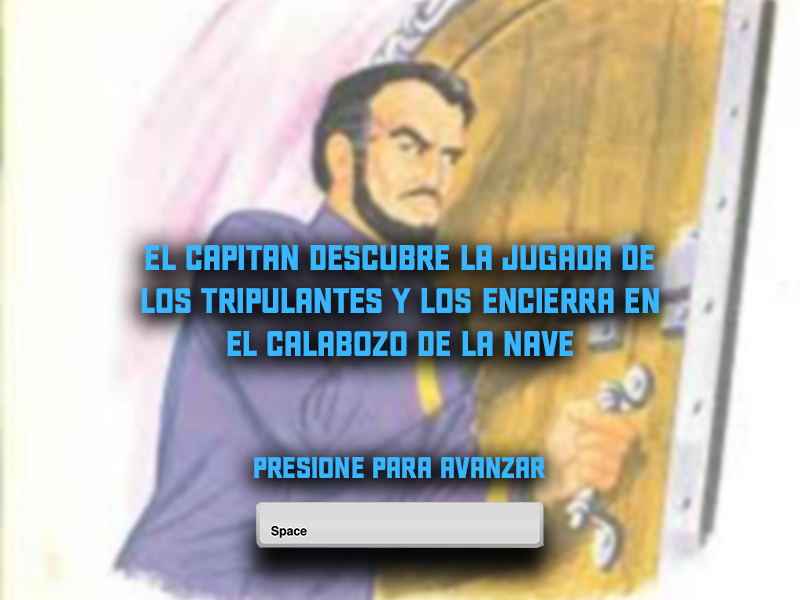 EL CAPITAN DESCUBRE LA JUGADA DE
LOS TRIPULANTES Y LOS ENCIERRA EN
EL CALABOZO DE LA NAVE
PRESIONE PARA AVANZAR
Space